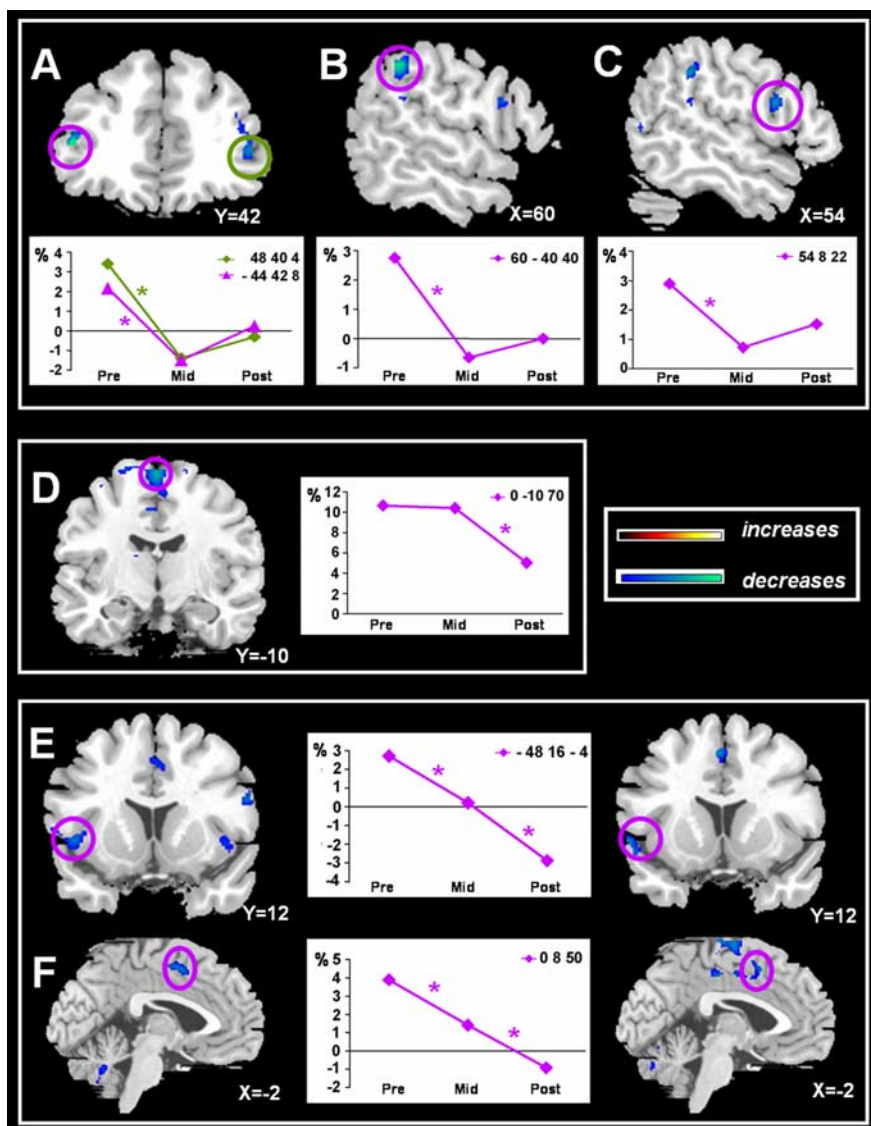 A
B
C
Y=42
X=60
X=54
%
4
3
2
1
0
-1
-2
48 40 4
- 44 42 8
*
*
Pre Mid Post
%
3
2
1
0
-1
60 - 40 40
*
Pre Mid Post
%
4
3
2
1
0
54 8 22
*
Pre Mid Post
D
Y=-10
%
12
10
8
6
4
2
0
0 -10 70
*
Pre Mid Post
increases
decreases
E
Y=12
%
3
2
1
0
-1
-2
-3
-4
- 48 16 - 4
*
*
Pre Mid Post
Y=12
F
X=-2
%
5
4
3
2
1
0
-1
-2
0 8 50
*
*
Pre Mid Post
X=-2